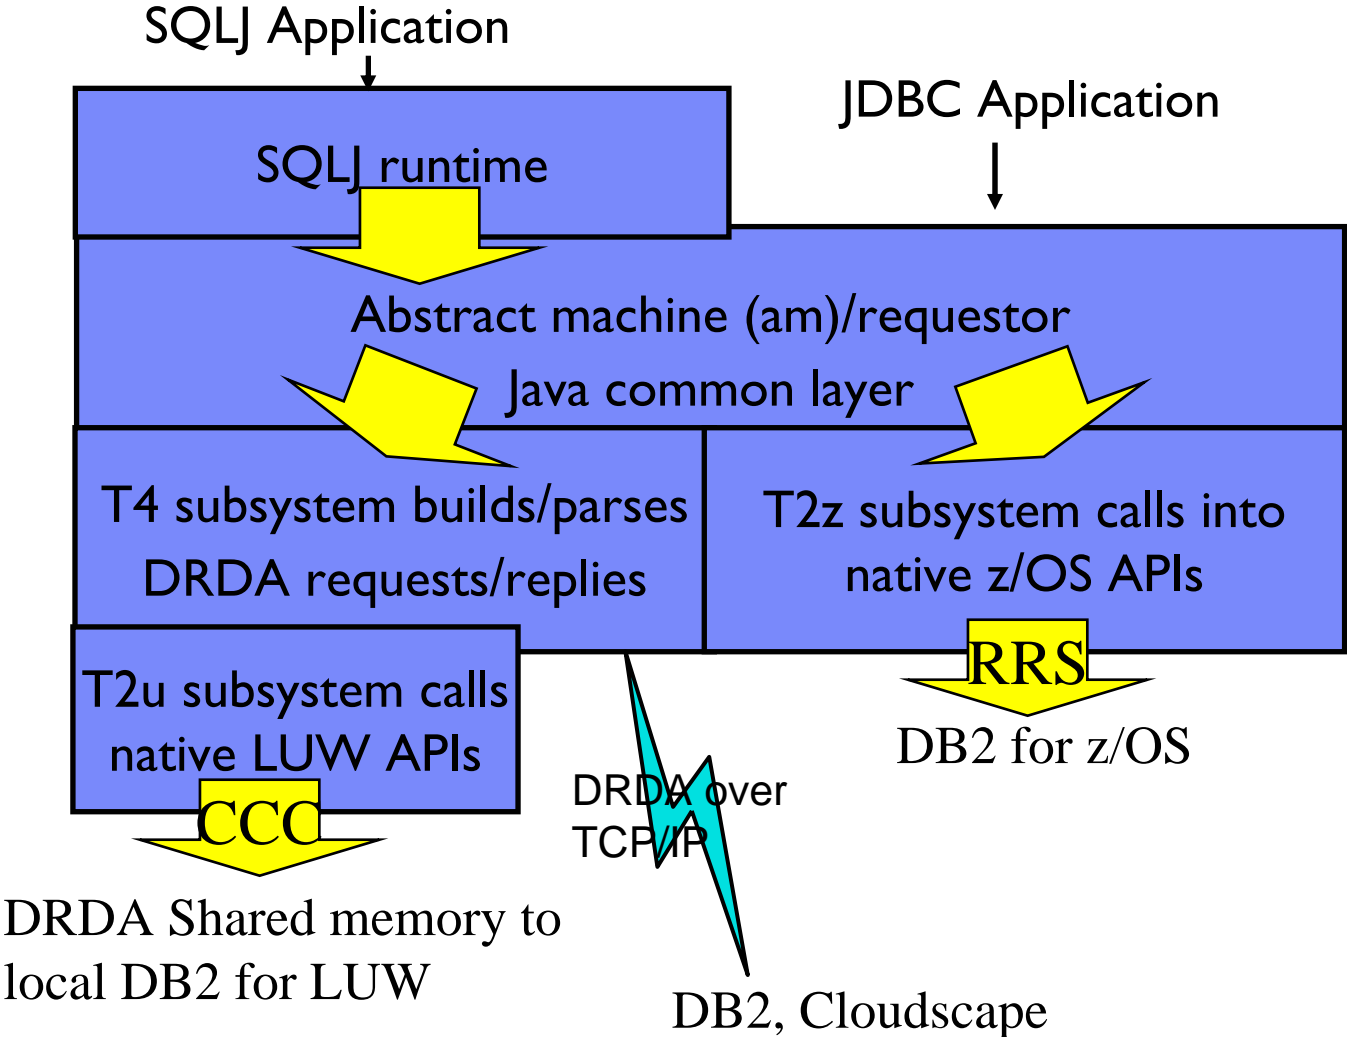 SQLJ Application
JDBC Application
SQLJ runtime
Abstract machine (am)/requestor
Java common layer
T4 subsystem builds/parses
DRDA requests/replies
T2z subsystem calls into
native z/OS APIs
RRS
DB2 for z/OS
T2u subsystem calls
native LUW APIs
CCC
DRDA over
TCP/IP
DRDA Shared memory to
local DB2 for LUW
DB2, Cloudscape